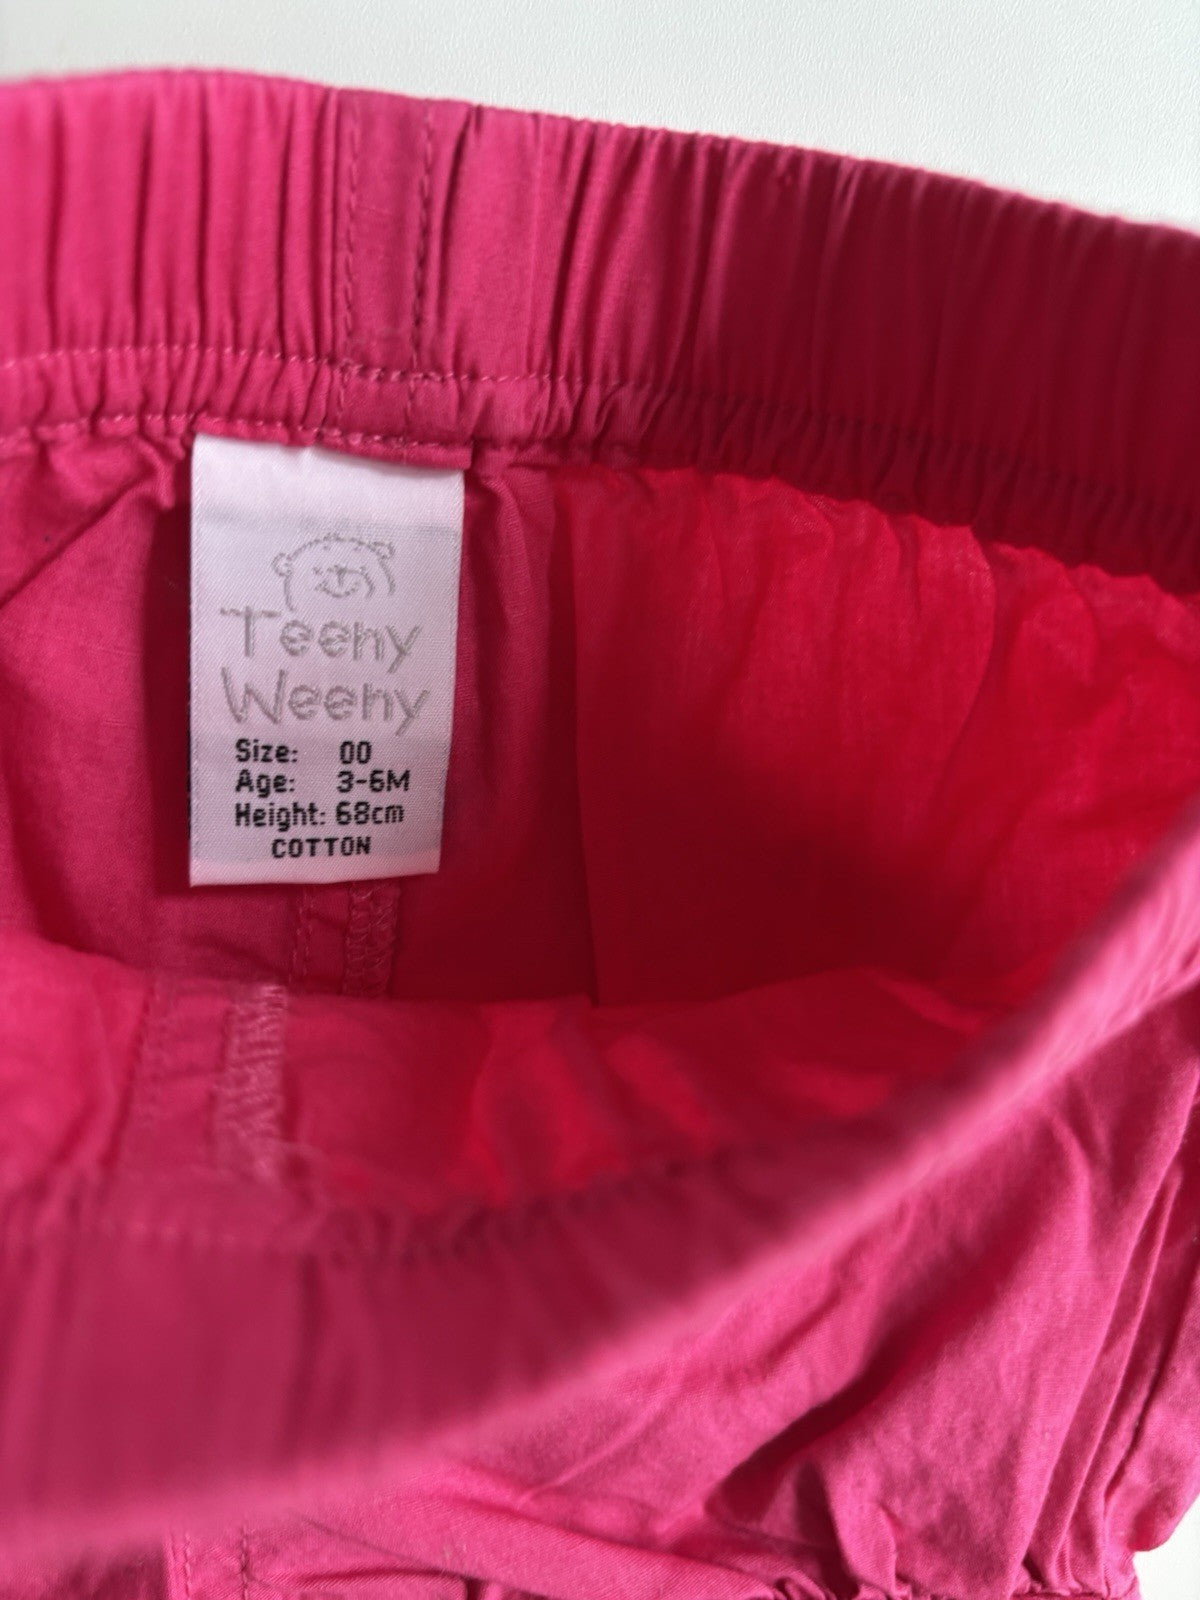 Teeny
Weeny
Size: 00
Age: 3-6M
Height: 68cm
COTTON